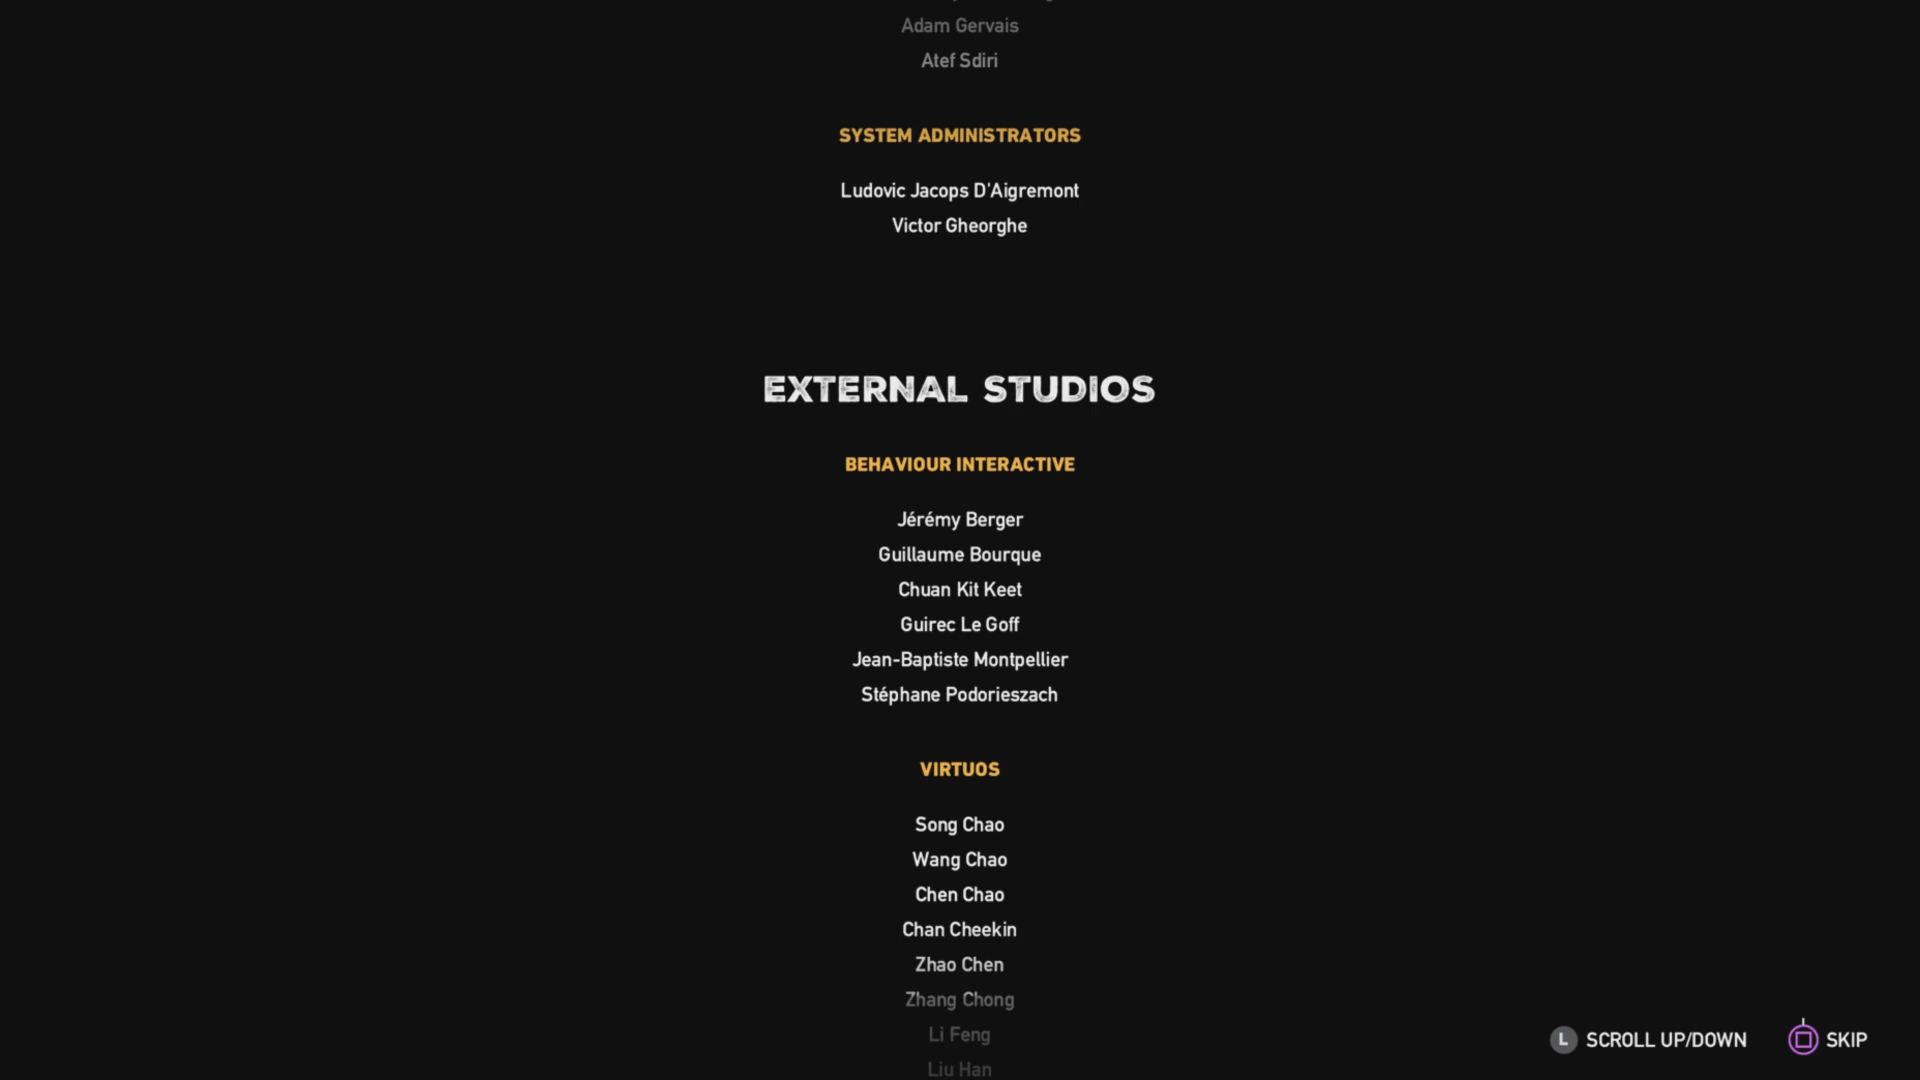 Adam Gervais
Atef Sdiri
SYSTEM ADMINISTRATORS
Ludovic Jacops D'Aigremont
Victor Gheorghe
EXTERNAL STUDIOS
BEHAVIOUR INTERACTIVE
Jérémy Berger
Guillaume Bourque
Chuan Kit Keet
Guirec Le Goff
Jean-Baptiste Montpellier
Stéphane Podorieszach
VIRTUOS
Song Chao
Wang Chao
Chen Chao
Chan Cheekin
Zhao Chen
Zhang Chong
Li Feng
Liu Han
L SCROLL UP/DOWN
SKIP